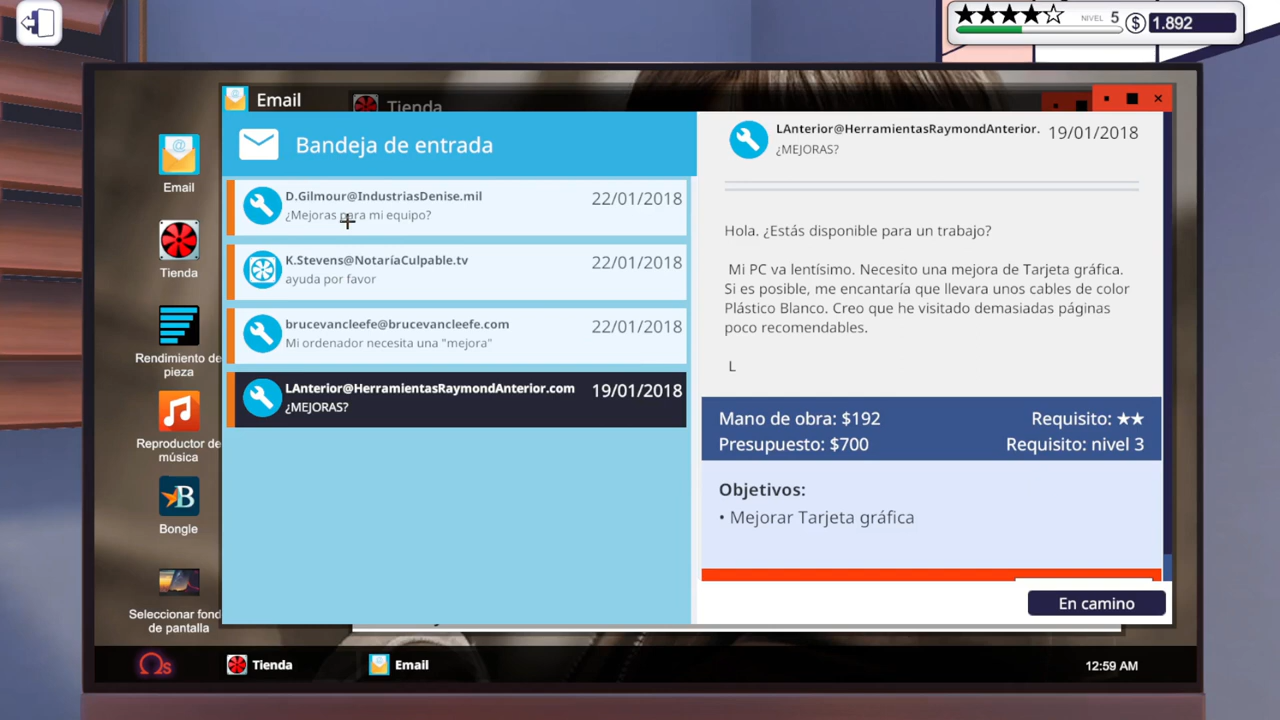 NIVEL 5
$ 1.892
Email
Tienda
Bandeja de entrada
D.Gilmour@IndustriasDenise.mil
22/01/2018
¿Mejoras para mi equipo?
K.Stevens@NotaríaCulpable.tv
22/01/2018
ayuda por favor
brucevancleefe@brucevancleefe.com
22/01/2018
Mi ordenador necesita una "mejora"
LAnterior@HerramientasRaymondAnterior.com
19/01/2018
¿MEJORAS?
LAnterior@HerramientasRaymondAnterior.
19/01/2018
¿MEJORAS?
Hola. ¿Estás disponible para un trabajo?
Mi PC va lentísimo. Necesito una mejora de Tarjeta gráfica.
Si es posible, me encantaría que llevara unos cables de color
Plástico Blanco. Creo que he visitado demasiadas páginas
poco recomendables.
L
Mano de obra: $192
Requisito: ★★
Presupuesto: $700
Requisito: nivel 3
Objetivos:
• Mejorar Tarjeta gráfica
En camino
Email
Tienda
Rendimiento de
pieza
Reproductor de
música
Bongle
Seleccionar fond
de pantalla
Ωs
Tienda
Email
12:59 AM